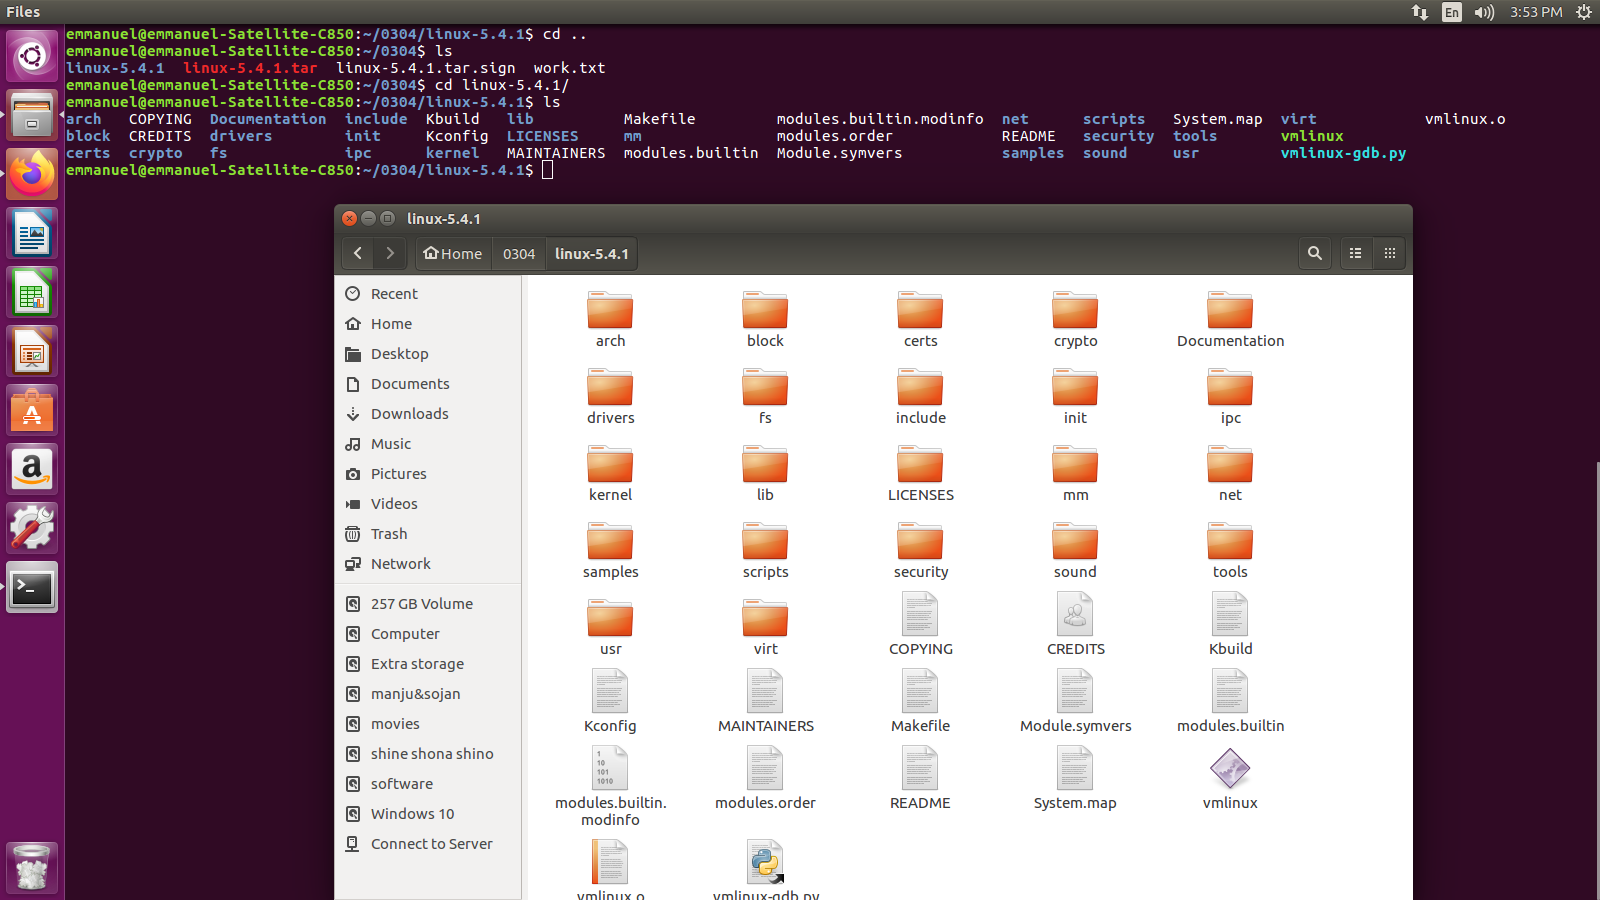 Files
En
3:53 PM
emmanuel@emmanuel-Satellite-C850:~/0304/linux-5.4.1$ cd ..
emmanuel@emmanuel-Satellite-C850:~/0304$ ls
linux-5.4.1  linux-5.4.1.tar  linux-5.4.1.tar.sign  work.txt
emmanuel@emmanuel-Satellite-C850:~/0304$ cd linux-5.4.1/
emmanuel@emmanuel-Satellite-C850:~/0304/linux-5.4.1$ ls
arch   COPYING  Documentation  include  Kbuild   lib       Makefile         modules.builtin.modinfo  net      scripts   System.map  virt           vmlinux.o
block  CREDITS  drivers        init     Kconfig  LICENSES  mm               modules.order            README   security  tools       vmlinux
certs  crypto   fs             ipc      kernel   MAINTAINERS  modules.builtin  Module.symvers        samples  sound     usr         vmlinux-gdb.py
emmanuel@emmanuel-Satellite-C850:~/0304/linux-5.4.1$
linux-5.4.1
Home  0304  linux-5.4.1
Recent
Home
Desktop
Documents
Downloads
Music
Pictures
Videos
Trash
Network
257 GB Volume
Computer
Extra storage
manju&sojan
movies
shine shona shino
software
Windows 10
Connect to Server
arch  block  certs  crypto  Documentation
drivers  fs  include  init  ipc
kernel  lib  LICENSES  mm  net
samples  scripts  security  sound  tools
usr  virt  COPYING  CREDITS  Kbuild
Kconfig  MAINTAINERS  Makefile  Module.symvers  modules.builtin
1
10
101
1010
modules.builtin.
modinfo
modules.order  README  System.map  vmlinux
vmlinux.o  vmlinux-gdb.py